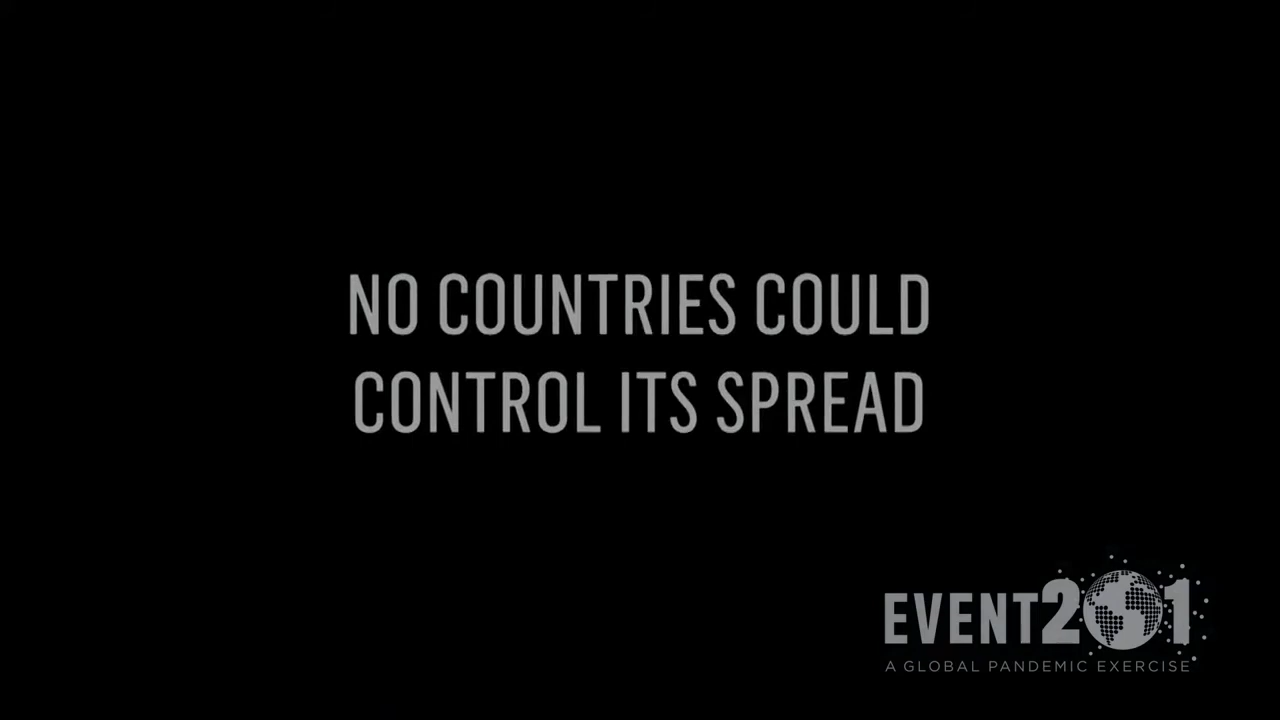 NO COUNTRIES COULD
CONTROL ITS SPREAD
EVENT201
A GLOBAL PANDEMIC EXERCISE